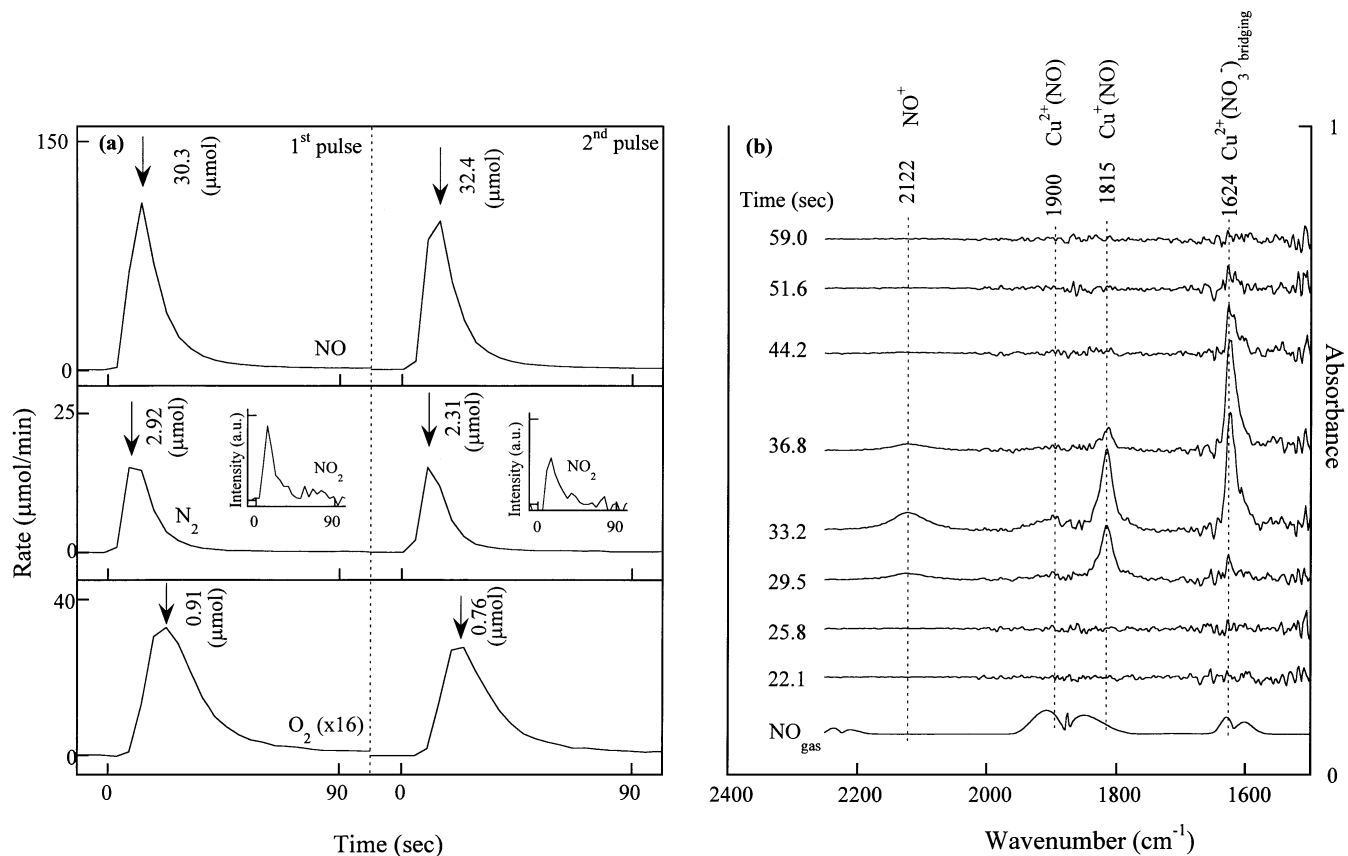 (a)
1st pulse
2nd pulse
150
0
30.3
(μmol)
32.4
(μmol)
NO
25
0
2.92
(μmol)
2.31
(μmol)
N2
Intensity (a.u.)
NO2
0
90
Intensity (a.u.)
NO2
0
90
40
0
0.91
(μmol)
0.76
(μmol)
O2 (x16)
0
90
0
90
Rate (μmol/min)
Time (sec)
(b)
Time (sec)
2122 NO+
1900 Cu2+(NO)
1815 Cu+(NO)
1624 Cu2+(NO3-)bridging
59.0
51.6
44.2
36.8
33.2
29.5
25.8
22.1
NOgas
1
0
Absorbance
2400
2200
2000
1800
1600
Wavenumber (cm-1)